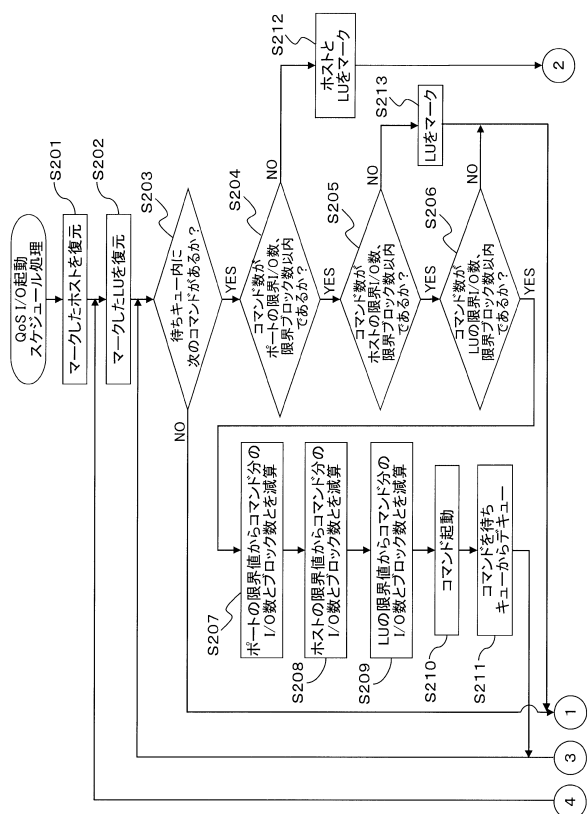 QoS I/O起動
スケジュール処理
S201
マークしたホストを復元
S202
マークしたLUを復元
S203
待ちキュー内に
次のコマンドがあるか？
NO
YES
S204
コマンド数が
ポートの限界I/O数、
限界ブロック数以内
であるか？
NO
YES
S212
ホストと
LUをマーク
2
S205
コマンド数が
ホストの限界I/O数、
限界ブロック数以内
であるか？
NO
YES
S213
LUをマーク
S206
コマンド数が
LUの限界I/O数、
限界ブロック数以内
であるか？
NO
YES
S207
ポートの限界値からコマンド分の
I/O数とブロック数とを減算
S208
ホストの限界値からコマンド分の
I/O数とブロック数とを減算
S209
LUの限界値からコマンド分の
I/O数とブロック数とを減算
S210
コマンド起動
S211
コマンドを待ち
キューからデキュー
1
3
4